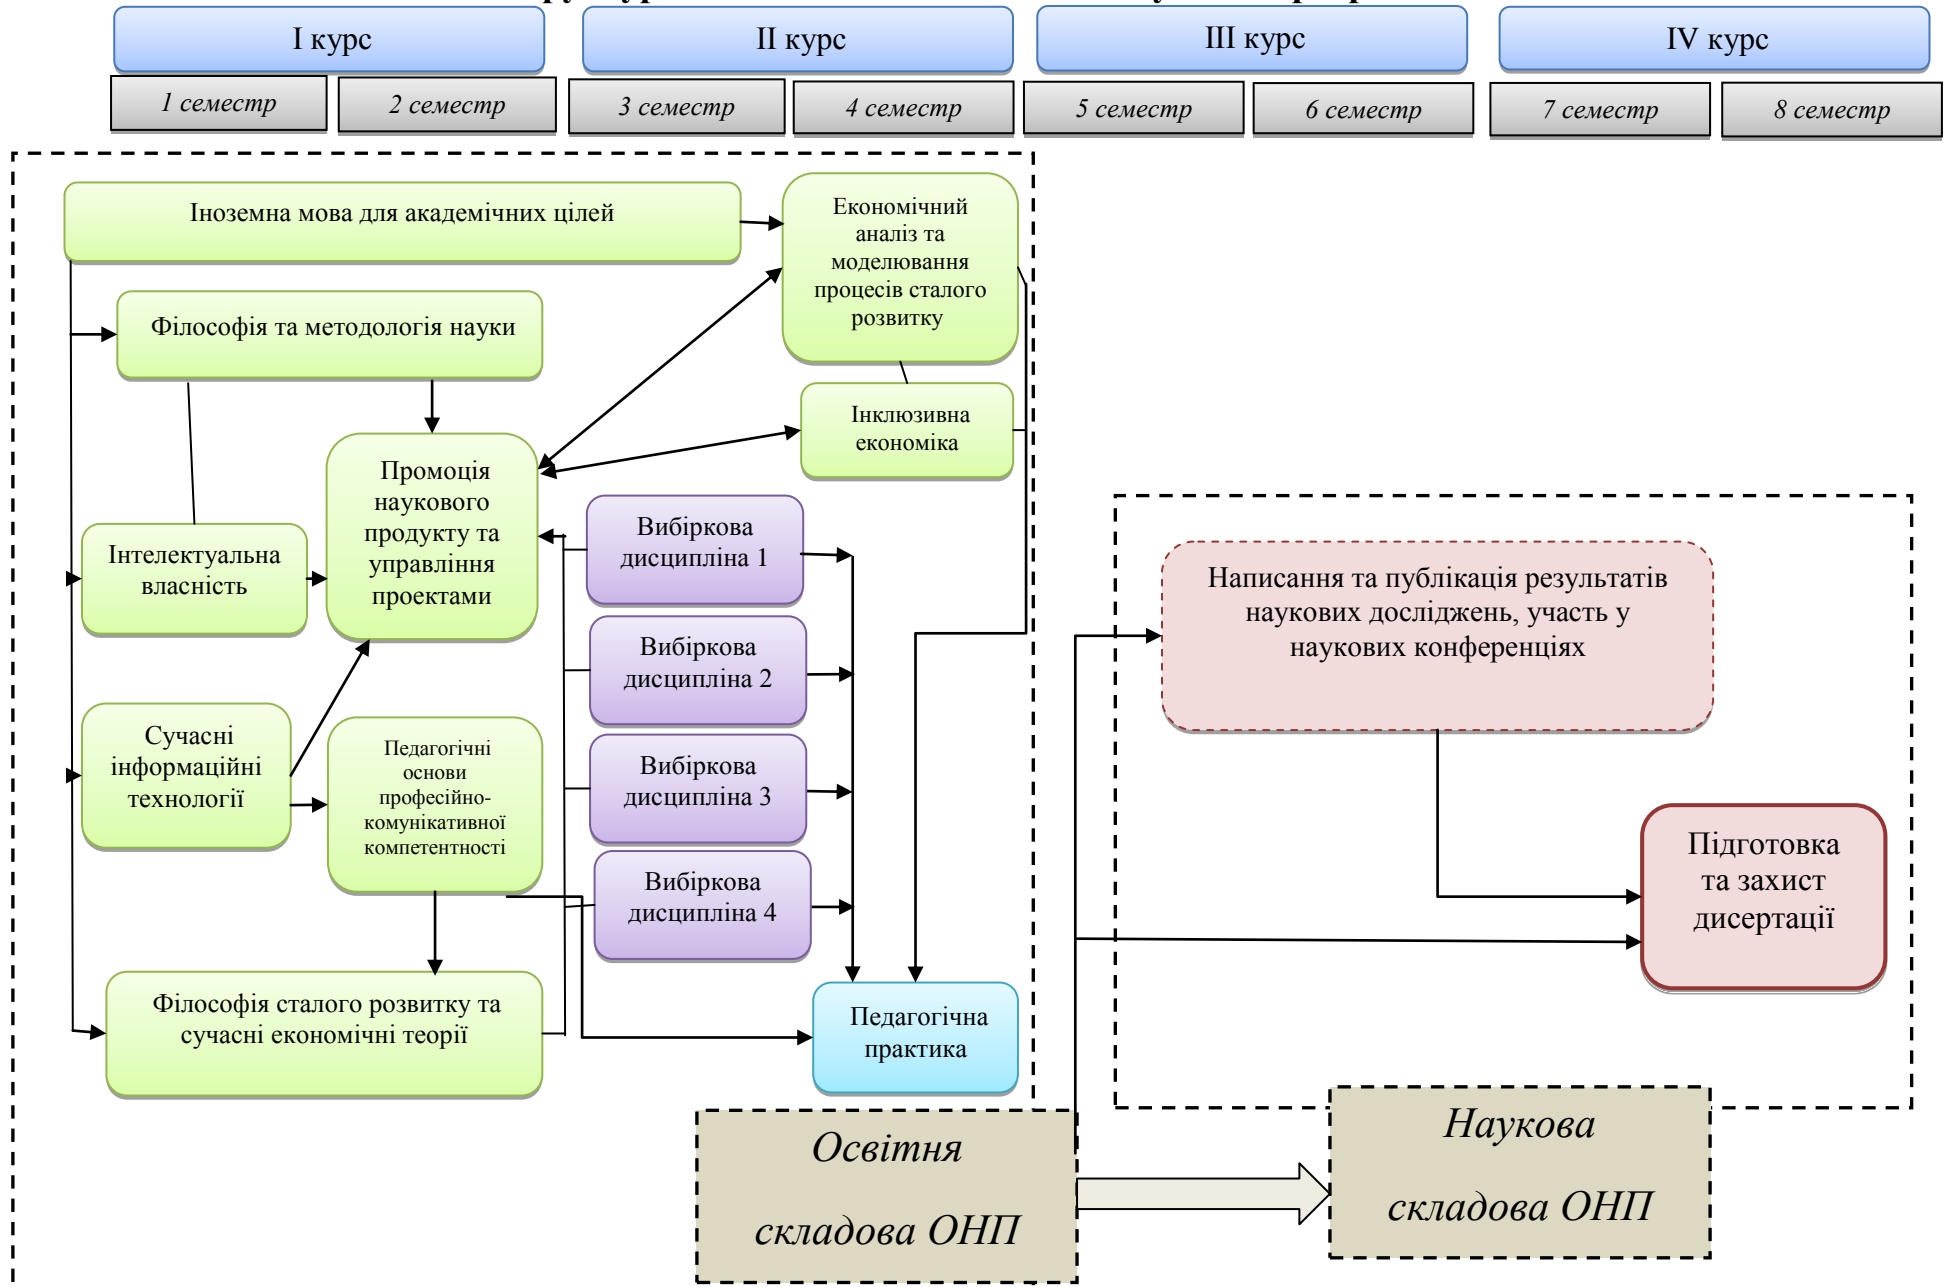 І курс
ІІ курс
ІІІ курс
IV курс
1 семестр
2 семестр
3 семестр
4 семестр
5 семестр
6 семестр
7 семестр
8 семестр
Іноземна мова для академічних цілей
Економічний
аналіз та
моделювання
процесів сталого
розвитку
Філософія та методологія науки
Інклюзивна
економіка
Промоція
наукового
продукту та
управління
проектами
Інтелектуальна
власність
Вибіркова
дисципліна 1
Вибіркова
дисципліна 2
Вибіркова
дисципліна 3
Вибіркова
дисципліна 4
Сучасні
інформаційні
технології
Педагогічні
основи
професійно-
комунікативної
компетентності
Філософія сталого розвитку та
сучасні економічні теорії
Педагогічна
практика
Написання та публікація результатів
наукових досліджень, участь у
наукових конференціях
Підготовка
та захист
дисертації
Освітня
складова ОНП
Наукова
складова ОНП